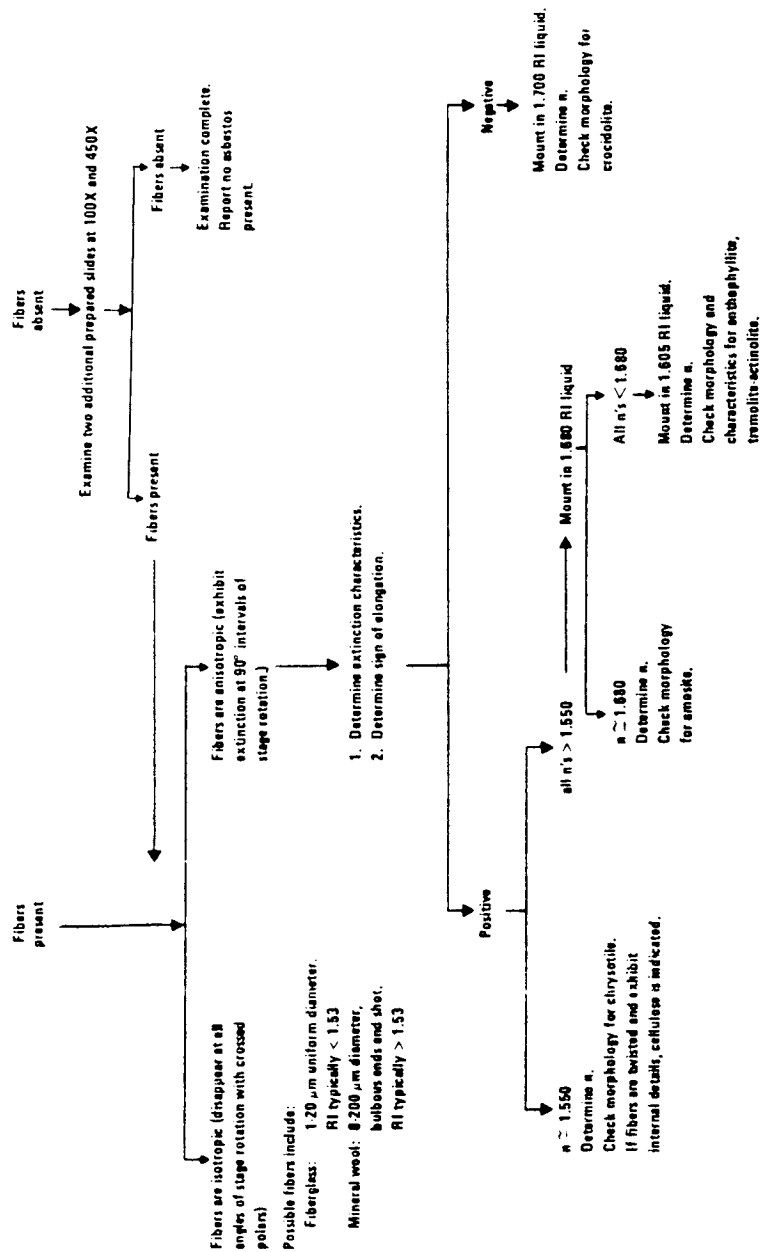 Fibers
present
Fibers
absent
Examine two additional prepared slides at 100X and 450X
Fibers present
Fibers absent
Examination complete.
Report no asbestos
present.
Fibers are isotropic (disappear at all
angles of stage rotation with crossed
polars)
Possible fibers include:
Fiberglass: 1-20 μm uniform diameter.
RI typically < 1.53
Mineral wool: 8-200 μm diameter,
bulbous ends and shot.
RI typically > 1.53
Fibers are anisotropic (exhibit
extinction at 90° intervals of
stage rotation.)
1. Determine extinction characteristics.
2. Determine sign of elongation.
Positive
Negative
n ≃ 1.550
Determine n.
Check morphology for chrysotile.
If fibers are twisted and exhibit
internal details, cellulose is indicated.
all n's > 1.550
Mount in 1.680 RI liquid
n ≃ 1.680
Determine n.
Check morphology
for amosite.
All n's < 1.680
Mount in 1.605 RI liquid.
Determine n.
Check morphology and
characteristics for anthophyllite,
tremolite-actinolite.
Mount in 1.700 RI liquid.
Determine n.
Check morphology for
crocidolite.